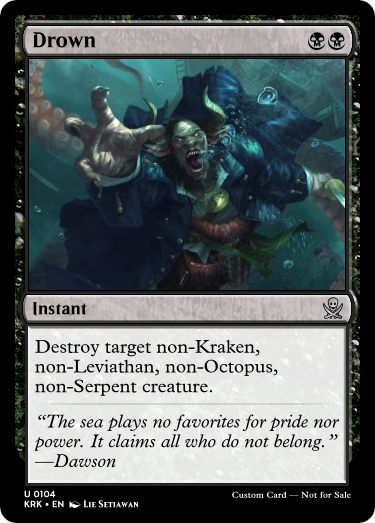 Drown
Instant
Destroy target non-Kraken,
non-Leviathan, non-Octopus,
non-Serpent creature.
“The sea plays no favorites for pride nor
power. It claims all who do not belong.”
—Dawson
U 0104
KRK • EN Lie Setiawan
Custom Card — Not for Sale